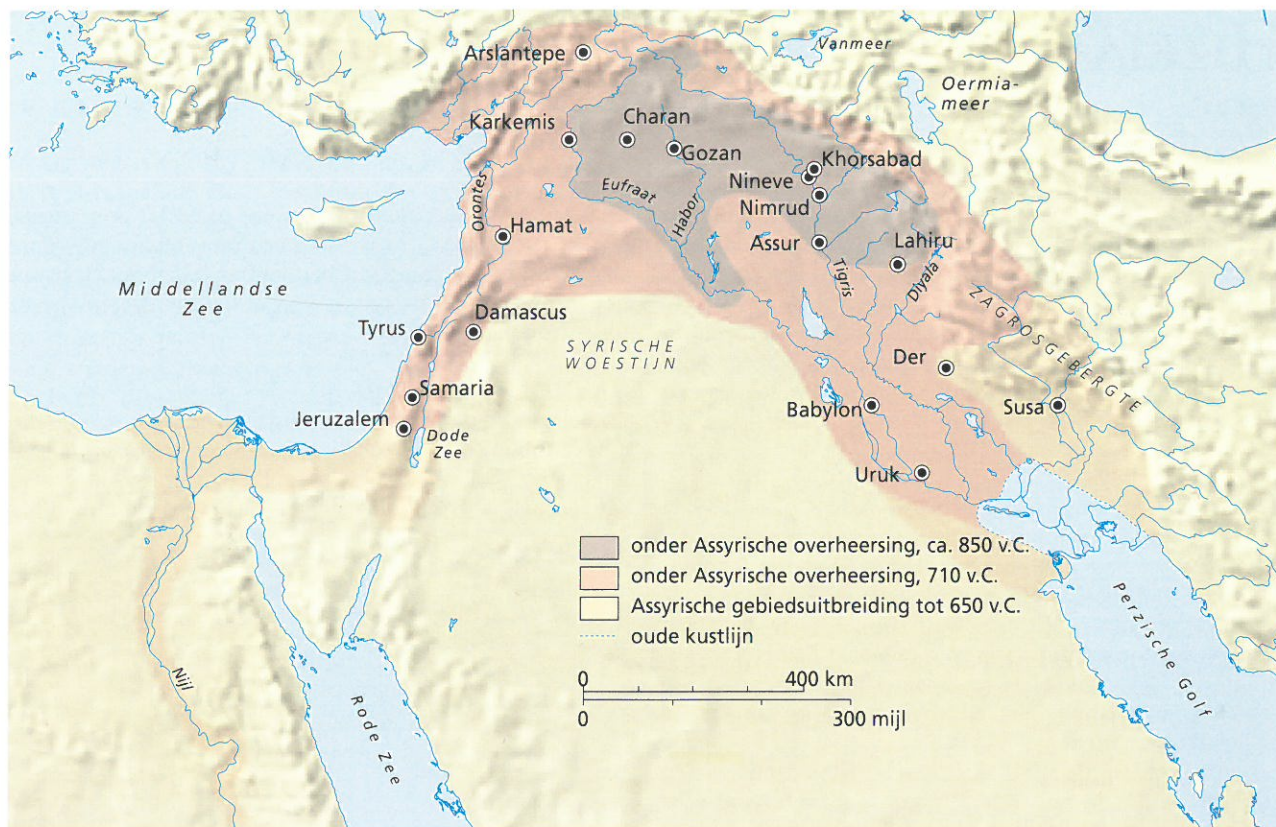 Arslantepe
Vanmeer
Oermia-
meer
Karkemis
Charan
Gozan
Khorsabad
Nineve
Nimrud
Eufraat
Habor
Orontes
Hamat
Assur
Lahiru
Tigris
Diyala
Middellandse
Zee
Tyrus
Damascus
SYRISCHE
WOESTIJN
ZAGROSGEBERGTE
Der
Samaria
Jeruzalem
Dode
Zee
Babylon
Susa
Uruk
onder Assyrische overheersing, ca. 850 v.C.
onder Assyrische overheersing, 710 v.C.
Assyrische gebiedsuitbreiding tot 650 v.C.
oude kustlijn
0 400 km
0 300 mijl
Nijl
Rode Zee
Perzische Golf